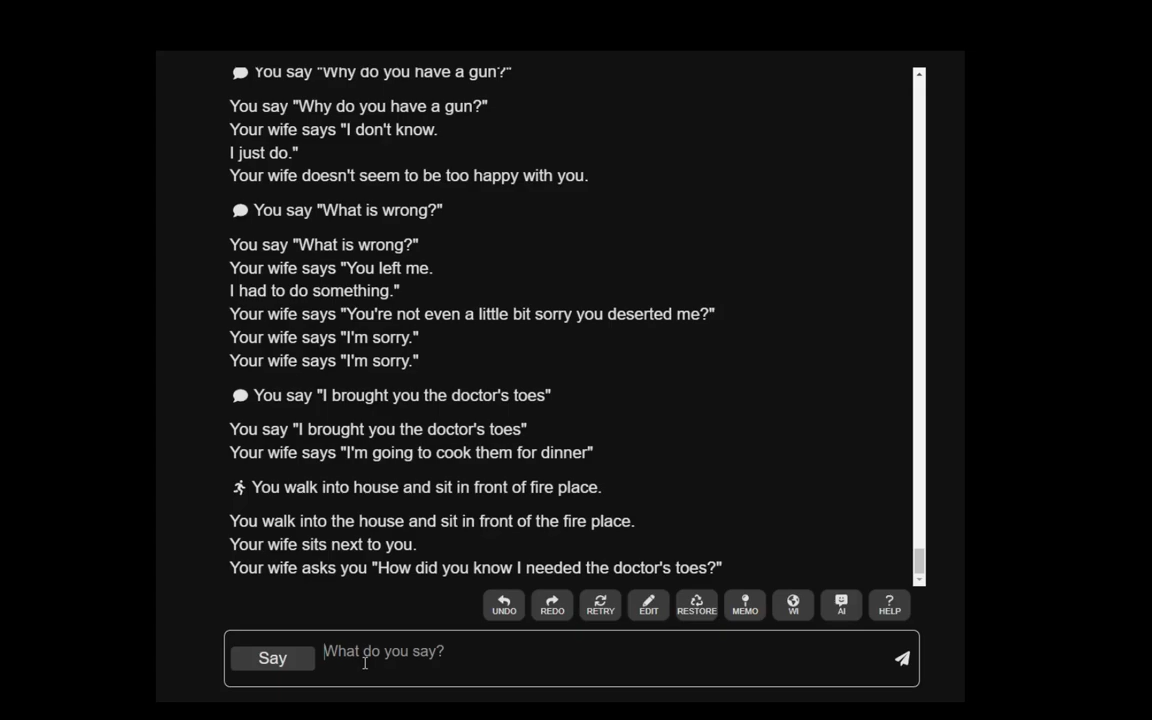 You say "Why do you have a gun?"
You say "Why do you have a gun?"
Your wife says "I don't know.
I just do."
Your wife doesn't seem to be too happy with you.
You say "What is wrong?"
You say "What is wrong?"
Your wife says "You left me.
I had to do something."
Your wife says "You're not even a little bit sorry you deserted me?"
Your wife says "I'm sorry."
Your wife says "I'm sorry."
You say "I brought you the doctor's toes"
You say "I brought you the doctor's toes"
Your wife says "I'm going to cook them for dinner"
You walk into house and sit in front of fire place.
You walk into the house and sit in front of the fire place.
Your wife sits next to you.
Your wife asks you "How did you know I needed the doctor's toes?"
UNDO REDO RETRY EDIT RESTORE MEMO WI AI HELP
Say What do you say?